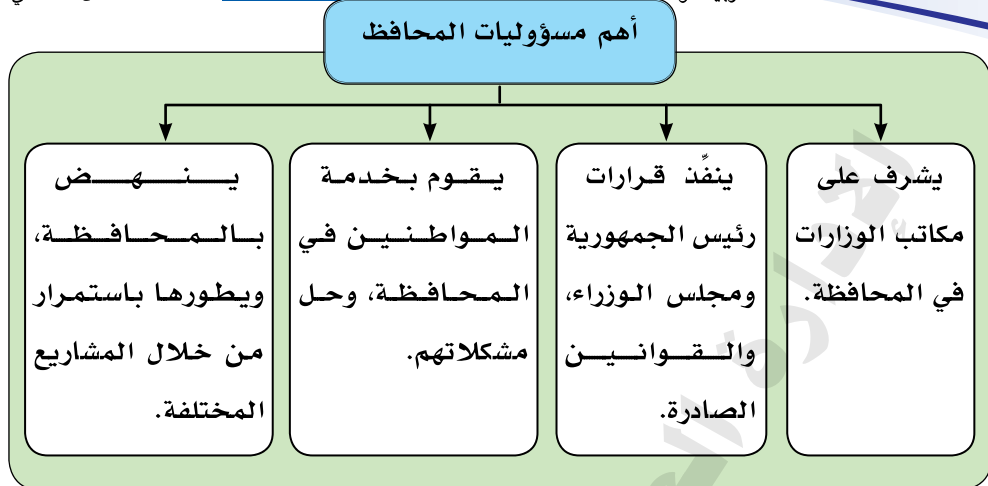 أهم مسؤوليات المحافظ
يشرف على
مكاتب الوزارات
في المحافظة.
ينفِّذ قرارات
رئيس الجمهورية
ومجلس الوزراء،
والقوانين
الصادرة.
يقوم بخدمة
المواطنين في
المحافظة، وحل
مشكلاتهم.
ينهض
بالمحافظة،
ويطورها باستمرار
من خلال المشاريع
المختلفة.